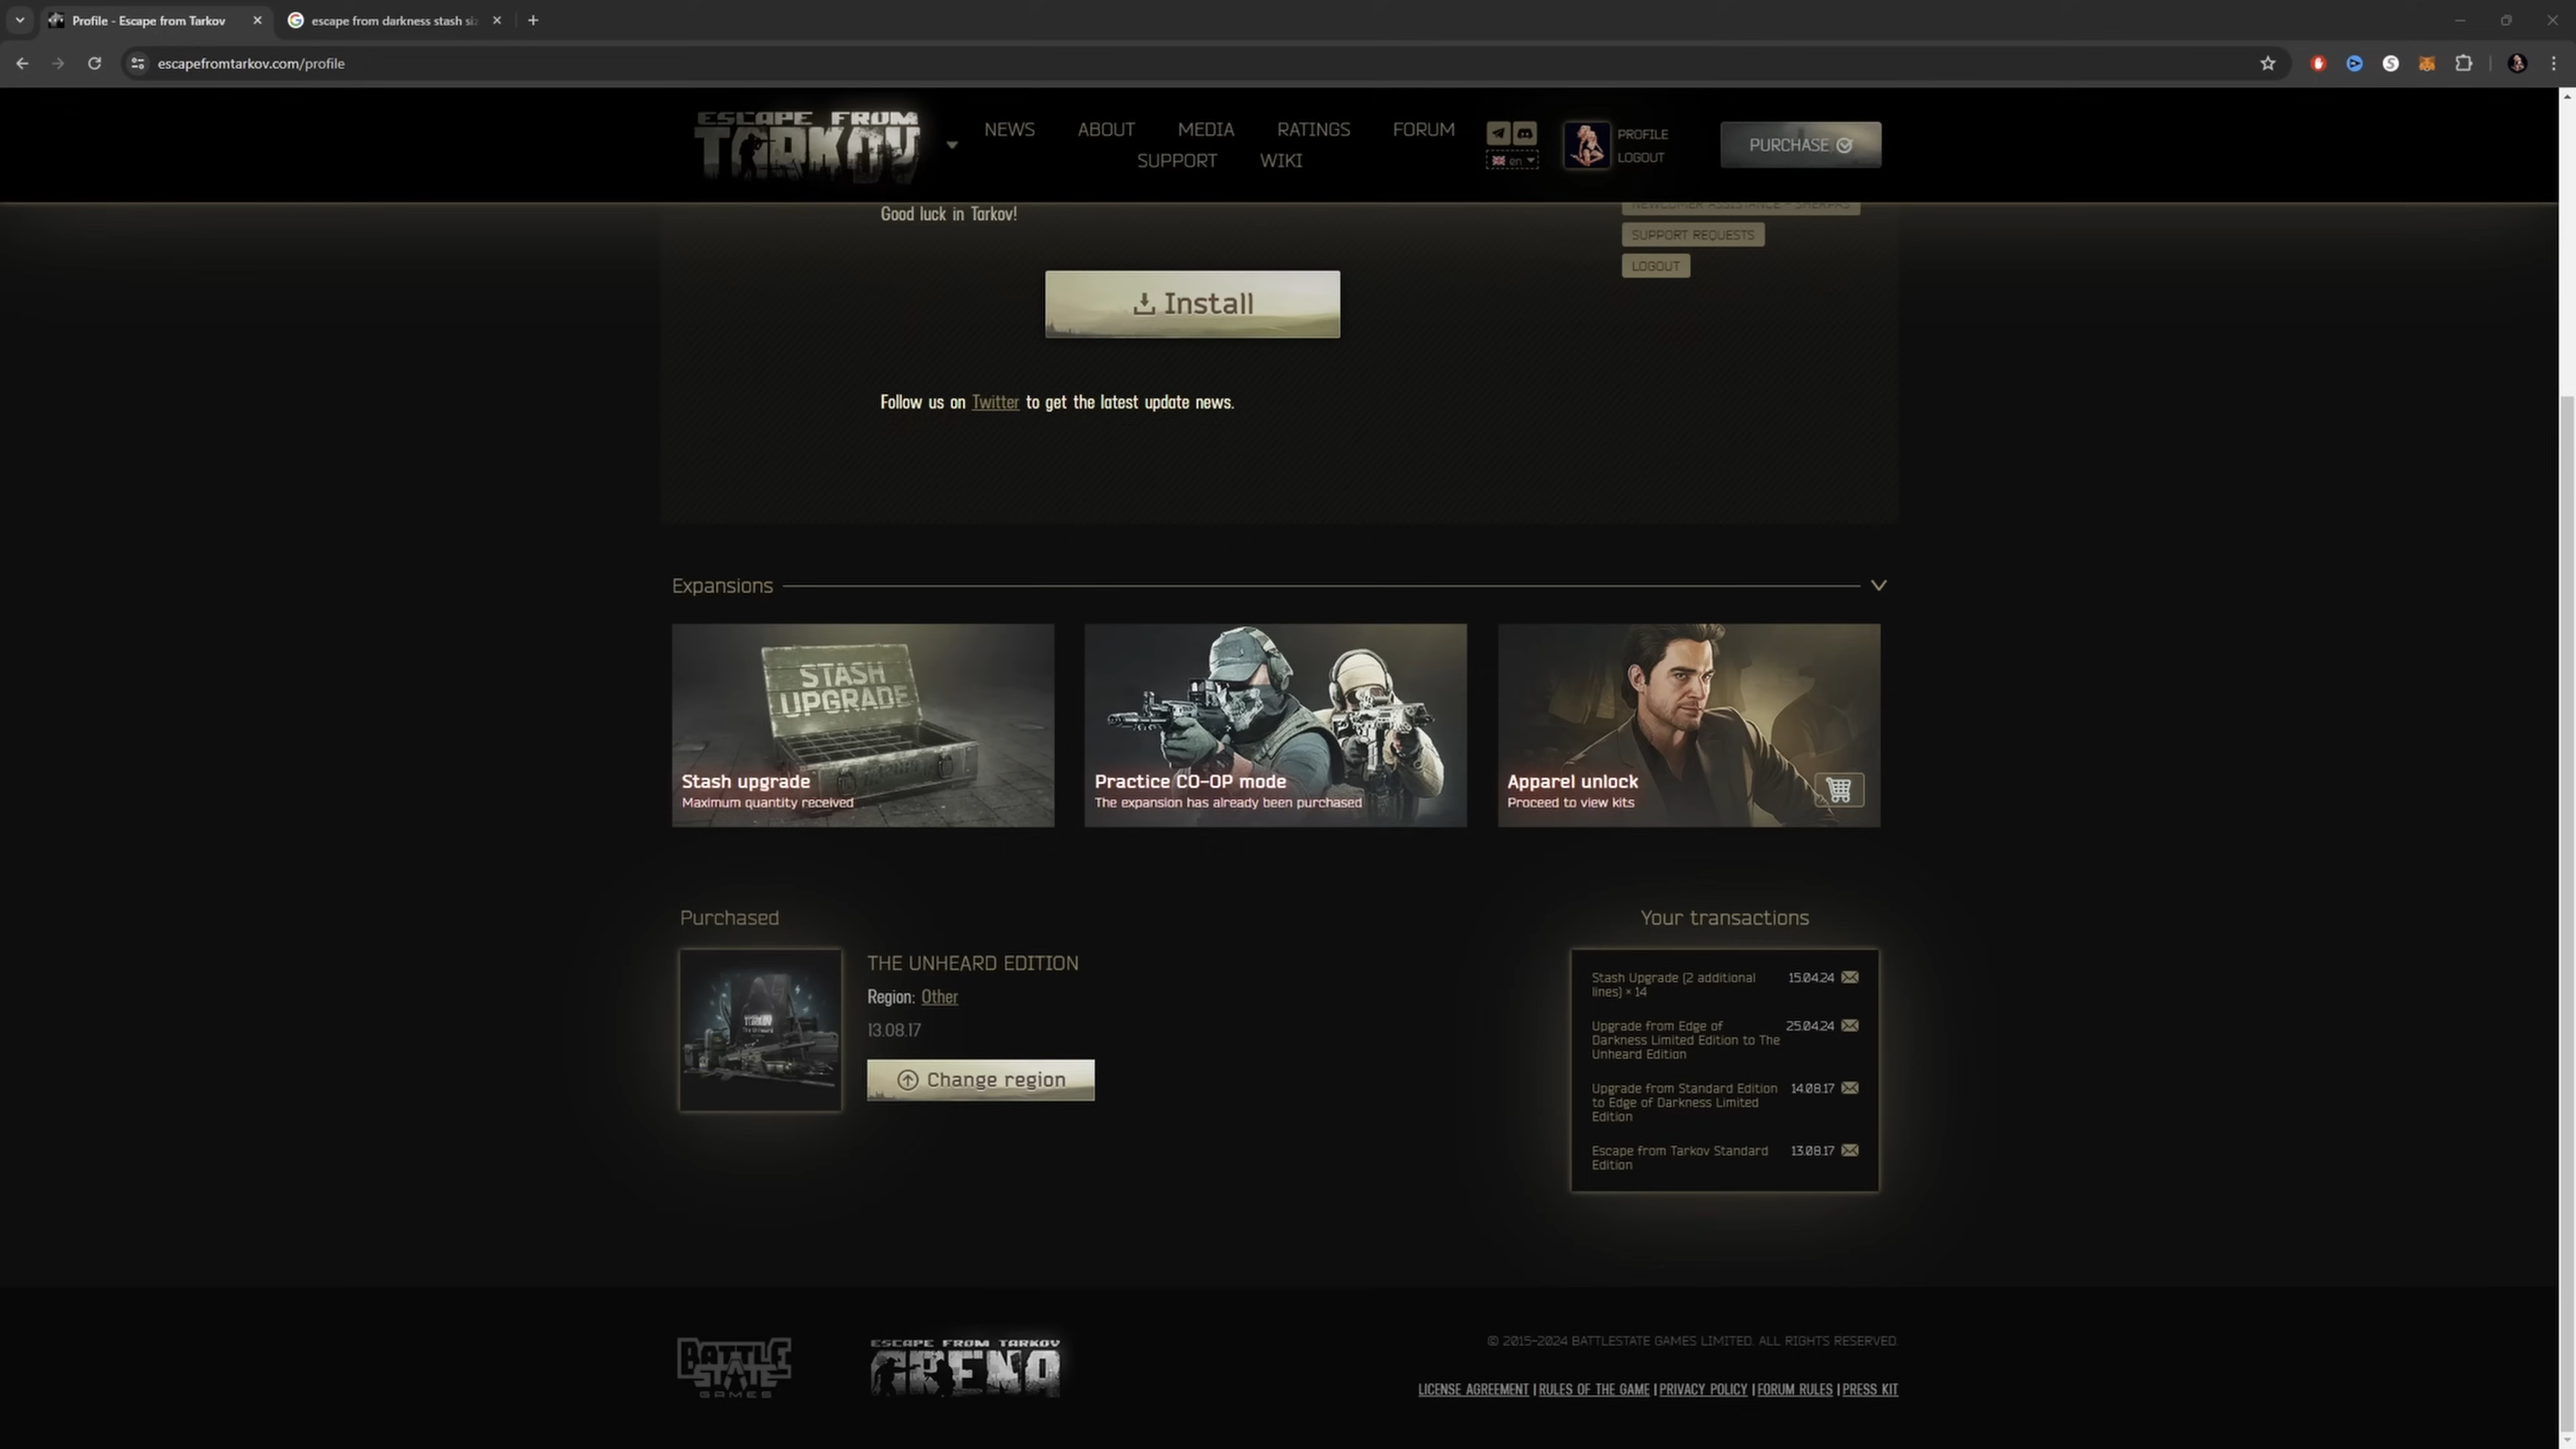 Profile - Escape from Tarkov
escape from darkness stash si
escapefromtarkov.com/profile
ESCAPE FROM
TARKOV
NEWS ABOUT MEDIA RATINGS FORUM
SUPPORT WIKI
en
PROFILE
LOGOUT
PURCHASE
Good luck in Tarkov!
NEWCOMER ASSISTANCE - SHERPAS
SUPPORT REQUESTS
LOGOUT
Install
Follow us on Twitter to get the latest update news.
Expansions
STASH
UPGRADE
Stash upgrade
Maximum quantity received
Practice CO-OP mode
The expansion has already been purchased
Apparel unlock
Proceed to view kits
Purchased
THE UNHEARD EDITION
Region: Other
13.08.17
Change region
Your transactions
Stash Upgrade (2 additional 15.04.24
lines) × 14
Upgrade from Edge of 25.04.24
Darkness Limited Edition to The
Unheard Edition
Upgrade from Standard Edition 14.08.17
to Edge of Darkness Limited
Edition
Escape from Tarkov Standard 13.08.17
Edition
BATTLE
STATE
GAMES
ESCAPE FROM TARKOV
ARENA
© 2015-2024 BATTLESTATE GAMES LIMITED. ALL RIGHTS RESERVED.
LICENSE AGREEMENT | RULES OF THE GAME | PRIVACY POLICY | FORUM RULES | PRESS KIT